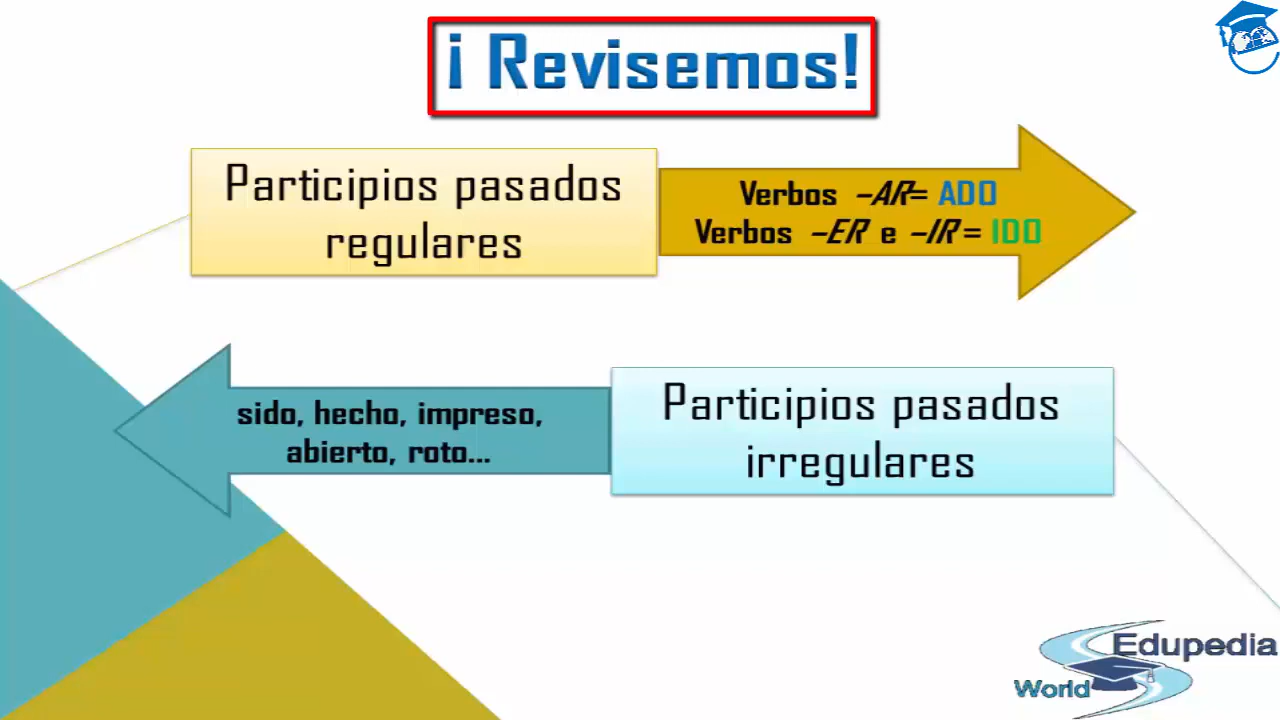 ¡ Revisemos!
Participios pasados
regulares
Verbos –AR= ADO
Verbos –ER e –IR= IDO
sido, hecho, impreso,
abierto, roto...
Participios pasados
irregulares
Edupedia
World